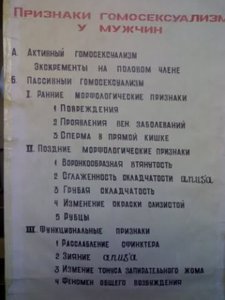 Признаки гомосексуализм
у мужчин
А. Активный гомосексуализм
Экскременты на половом члене
Б. Пассивный гомосексуализм
I. Ранние морфологические признаки
1 Повреждения
2 Проявления вен. заболеваний
3 Сперма в прямой кишке
II. Поздние морфологические признаки
1 Воронкообразная втянутость
2 Сглаженность складчатости anus'a
3 Грубая складчатость
4 Изменение окраски слизистой
5 Рубцы
III. Функциональные признаки
1 Расслабление сфинктера
2 Зияние anus'a
3 Изменение тонуса запирательного жома
4 Феномен общего возбуждения